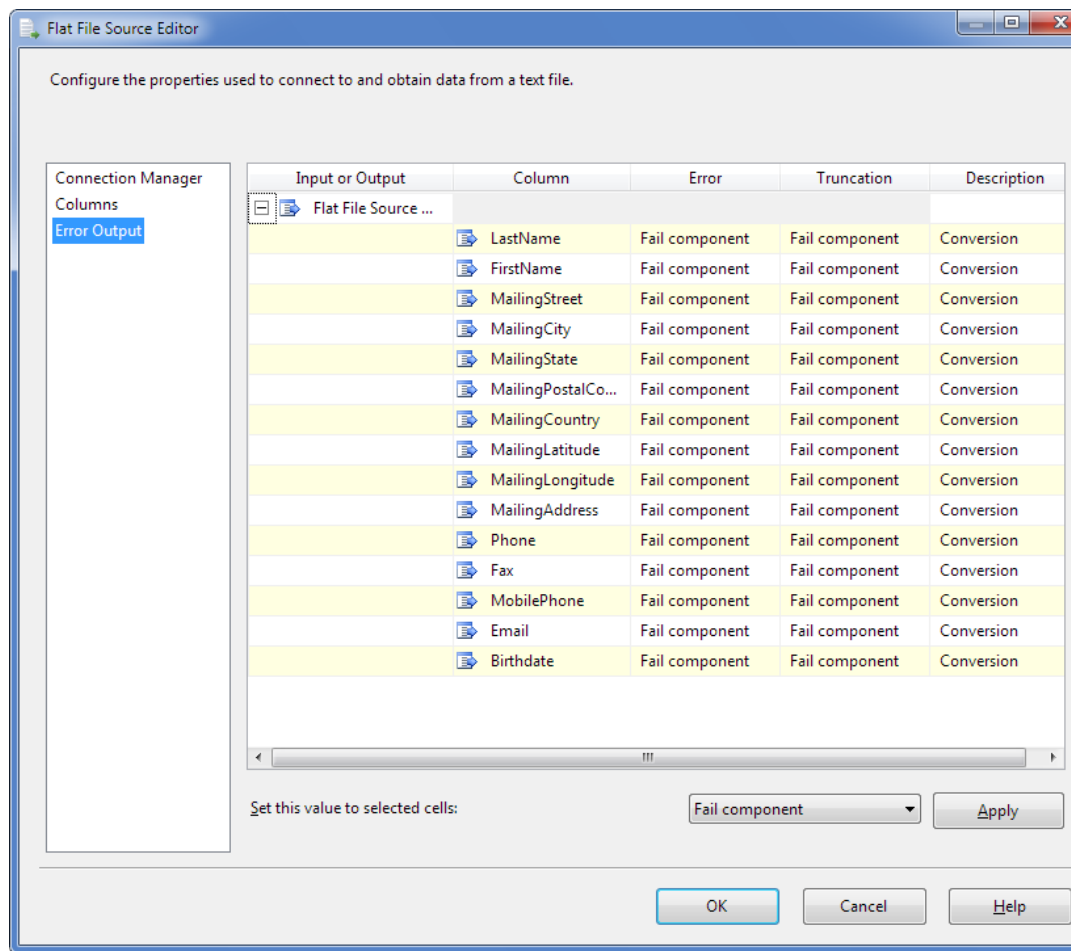 Flat File Source Editor
Configure the properties used to connect to and obtain data from a text file.
Connection Manager
Columns
Error Output
Input or Output Column Error Truncation Description
Flat File Source ...
LastName Fail component Fail component Conversion
FirstName Fail component Fail component Conversion
MailingStreet Fail component Fail component Conversion
MailingCity Fail component Fail component Conversion
MailingState Fail component Fail component Conversion
MailingPostalCo... Fail component Fail component Conversion
MailingCountry Fail component Fail component Conversion
MailingLatitude Fail component Fail component Conversion
MailingLongitude Fail component Fail component Conversion
MailingAddress Fail component Fail component Conversion
Phone Fail component Fail component Conversion
Fax Fail component Fail component Conversion
MobilePhone Fail component Fail component Conversion
Email Fail component Fail component Conversion
Birthdate Fail component Fail component Conversion
Set this value to selected cells: Fail component Apply
OK Cancel Help